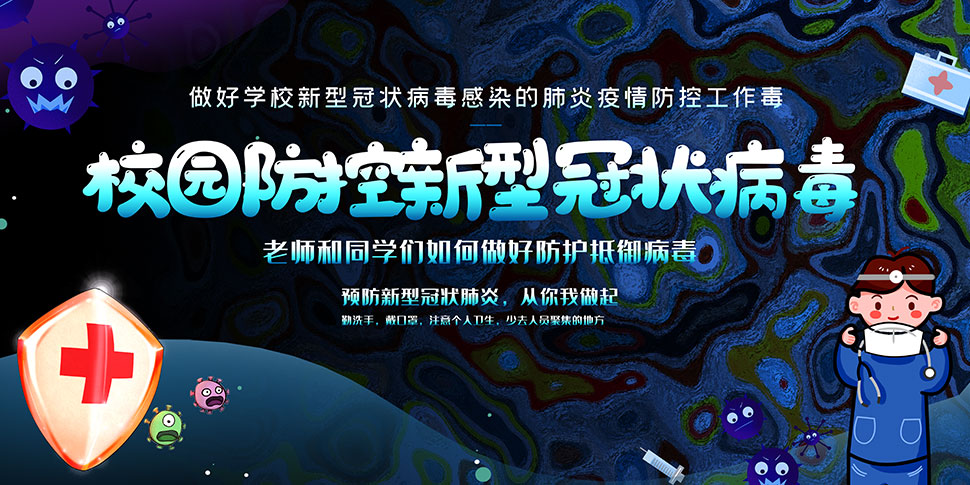 做好学校新型冠状病毒感染的肺炎疫情防控工作毒
校园防控新型冠状病毒
老师和同学们如何做好防护抵御病毒
预防新型冠状肺炎，从你我做起
勤洗手，戴口罩，注意个人卫生，少去人员聚集的地方